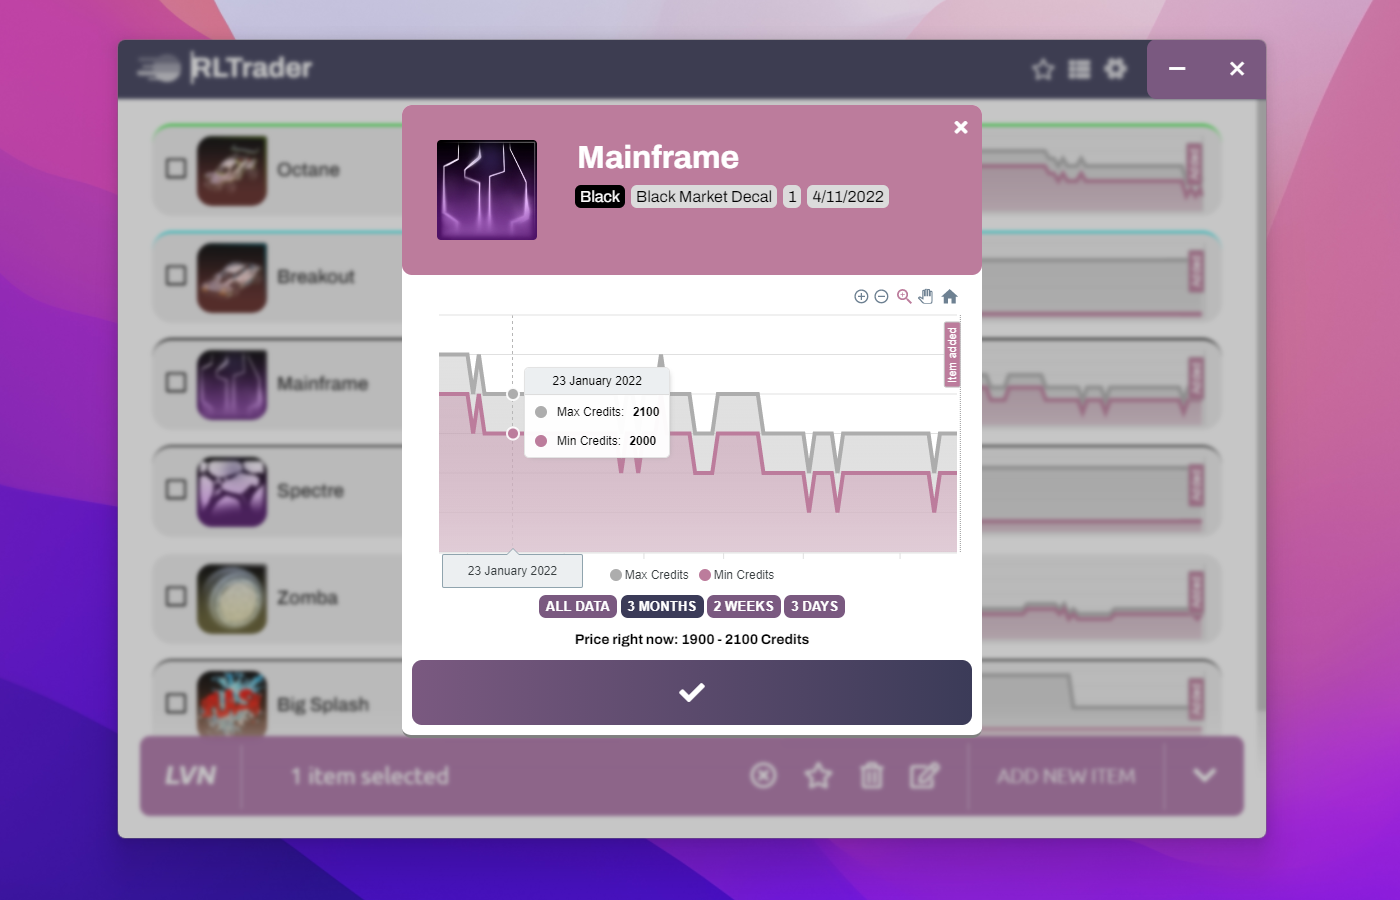 RLTrader
Octane
Breakout
Mainframe
Spectre
Zomba
Big Splash
Mainframe
Black
Black Market Decal
1
4/11/2022
Item added
23 January 2022
Max Credits: 2100
Min Credits: 2000
23 January 2022
Max Credits
Min Credits
ALL DATA
3 MONTHS
2 WEEKS
3 DAYS
Price right now: 1900 - 2100 Credits
LVN
1 item selected
ADD NEW ITEM